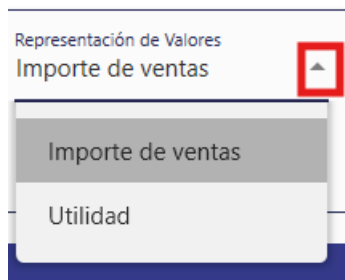 Representación de Valores
Importe de ventas
Importe de ventas
Utilidad